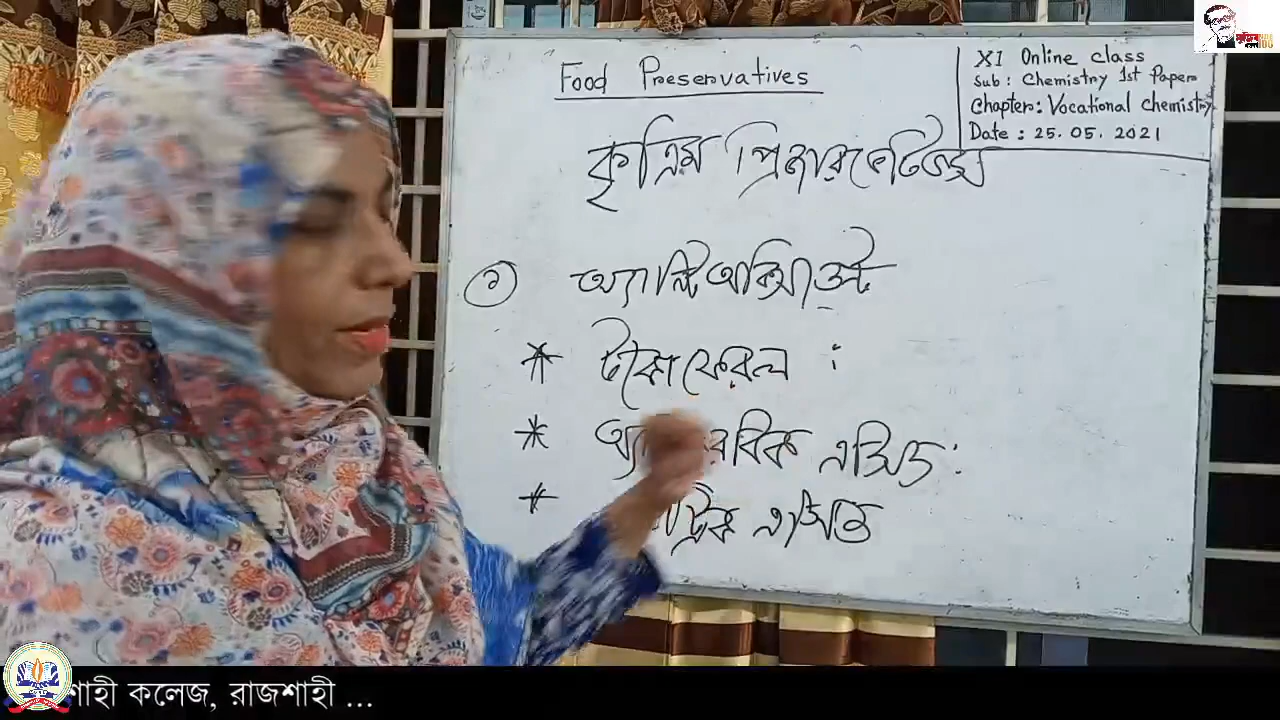 Food Preservatives
XI Online class
Sub : Chemistry 1st Paper
Chapter: Vocational Chemistry
Date : 25. 05. 2021
কৃত্রিম প্রিজারভেটিভস
অ্যান্টিঅক্সিডেন্ট
* টকোফেরল :
* রবিক এসিড :
* ট্রিক এসিড
শাহী কলেজ, রাজশাহী ...